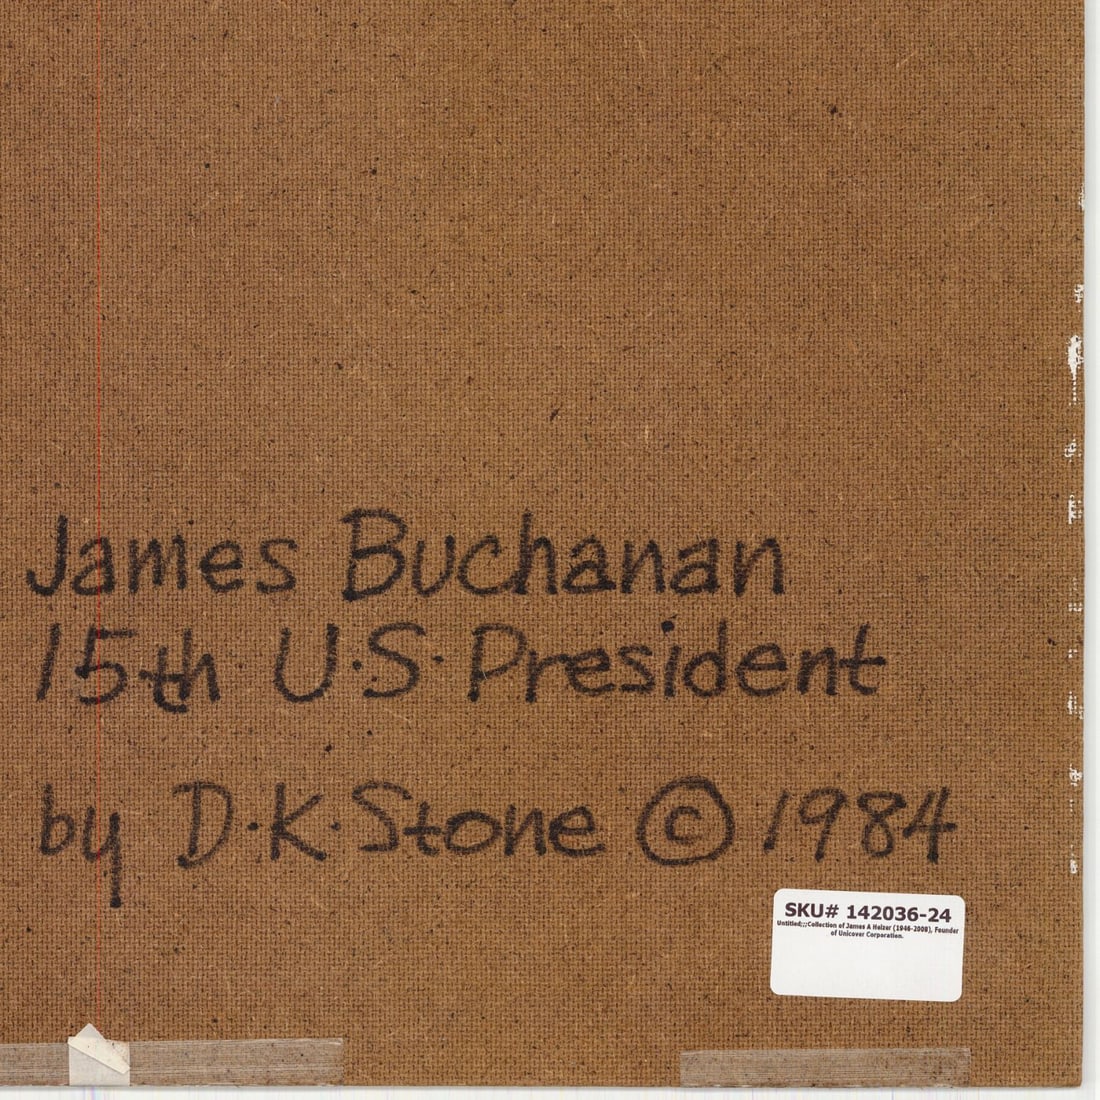 James Buchanan
15th U.S. President
by D.K. Stone © 1984
SKU# 142036-24
Untitled;;;Collection of James A Helzer (1946-2008), Founder
of Unicover Corporation.